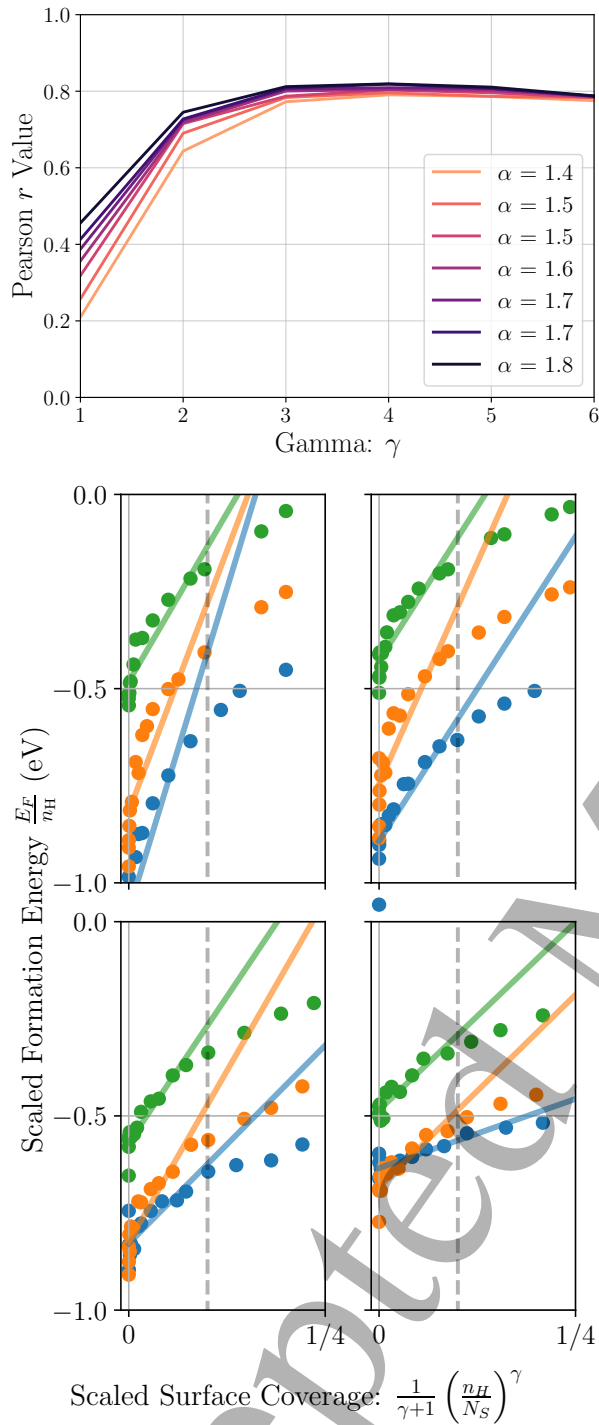 Pearson r Value
1.0
0.8
0.6
0.4
0.2
0.0
α = 1.4
α = 1.5
α = 1.5
α = 1.6
α = 1.7
α = 1.7
α = 1.8
1 2 3 4 5 6
Gamma: γ
Scaled Formation Energy E_F/n_H (eV)
0.0
−0.5
−1.0
0.0
−0.5
−1.0
0 1/4 0 1/4
Scaled Surface Coverage: 1/(γ+1) (n_H/N_S)^γ